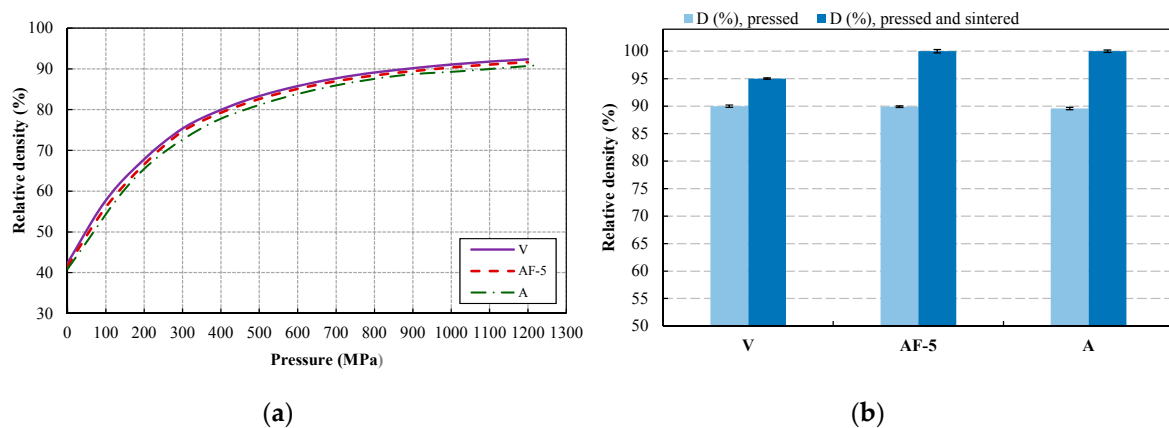 100
90
80
70
60
50
40
30
Relative density (%)
V
AF-5
A
0 100 200 300 400 500 600 700 800 900 1000 1100 1200 1300
Pressure (MPa)
(a)
D (%), pressed D (%), pressed and sintered
100
95
90
85
80
75
70
65
60
55
50
Relative density (%)
V AF-5 A
(b)